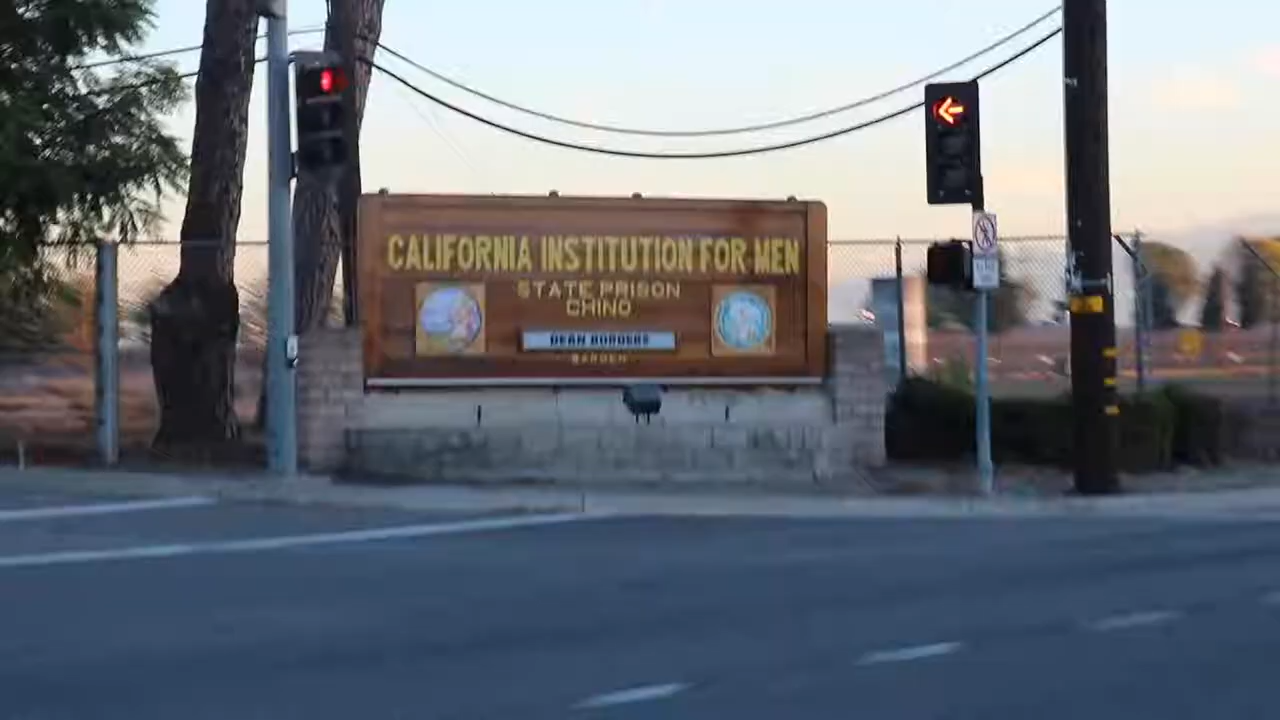 CALIFORNIA INSTITUTION FOR MEN
STATE PRISON
CHINO
DEAN BORDERS
WARDEN